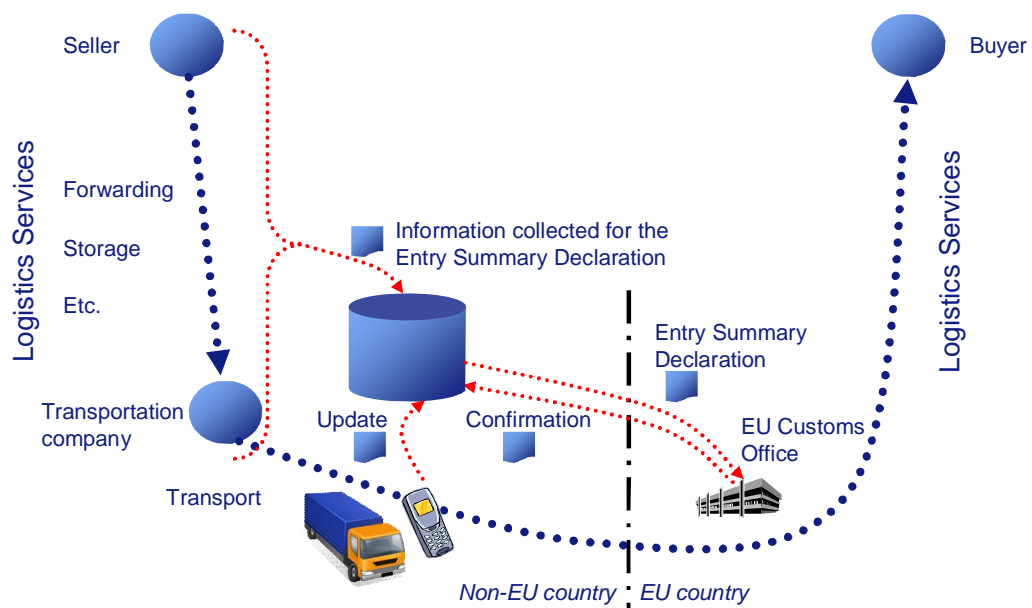 Seller
Buyer
Logistics Services
Forwarding
Storage
Etc.
Information collected for the
Entry Summary Declaration
Logistics Services
Entry Summary
Declaration
Transportation
company
Update
Confirmation
EU Customs
Office
Transport
Non-EU country
EU country